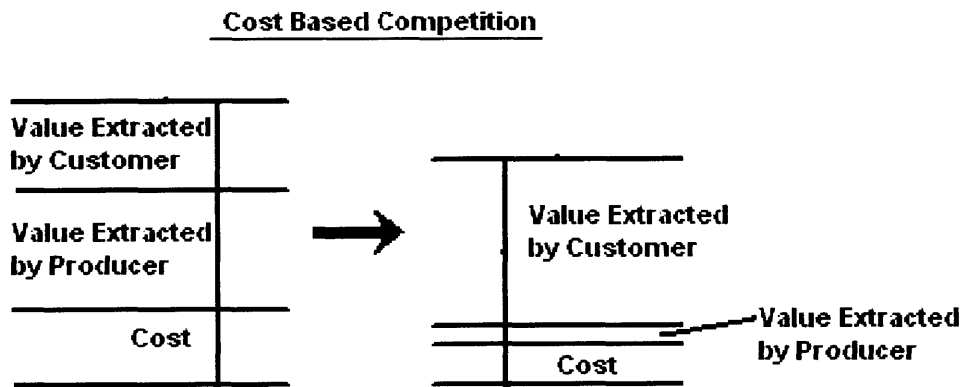 Cost Based Competition
Value Extracted
by Customer
Value Extracted
by Producer
Cost
Value Extracted
by Customer
Value Extracted
by Producer
Cost